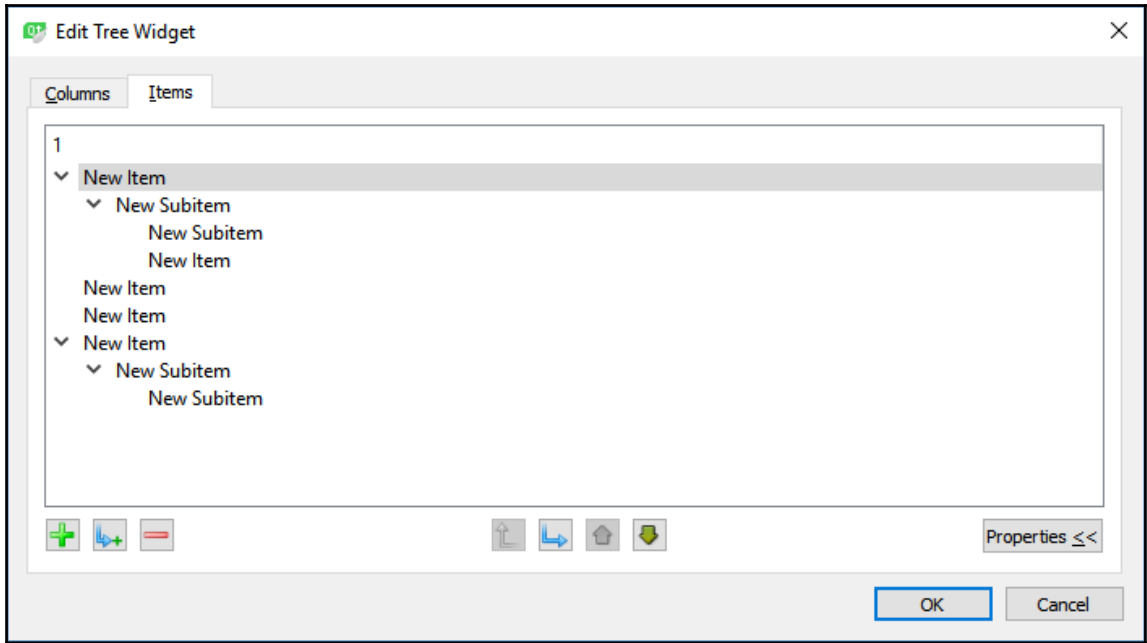 Edit Tree Widget
Columns Items
1
New Item
New Subitem
New Subitem
New Item
New Item
New Item
New Item
New Subitem
New Subitem
Properties <<
OK Cancel